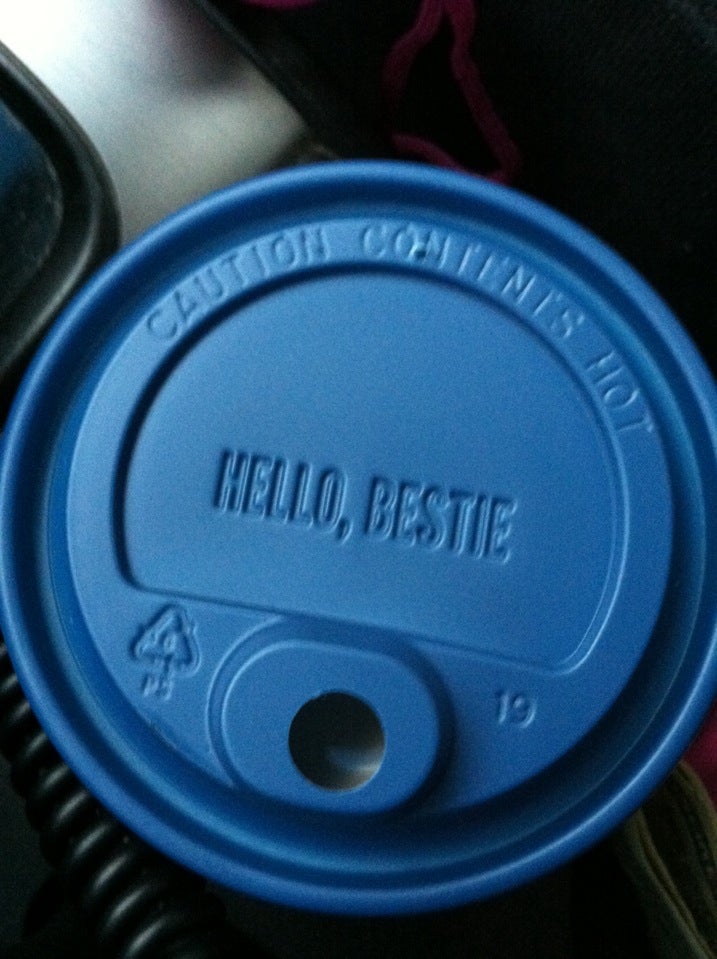 CAUTION CONTENTS HOT
HELLO, BESTIE
19